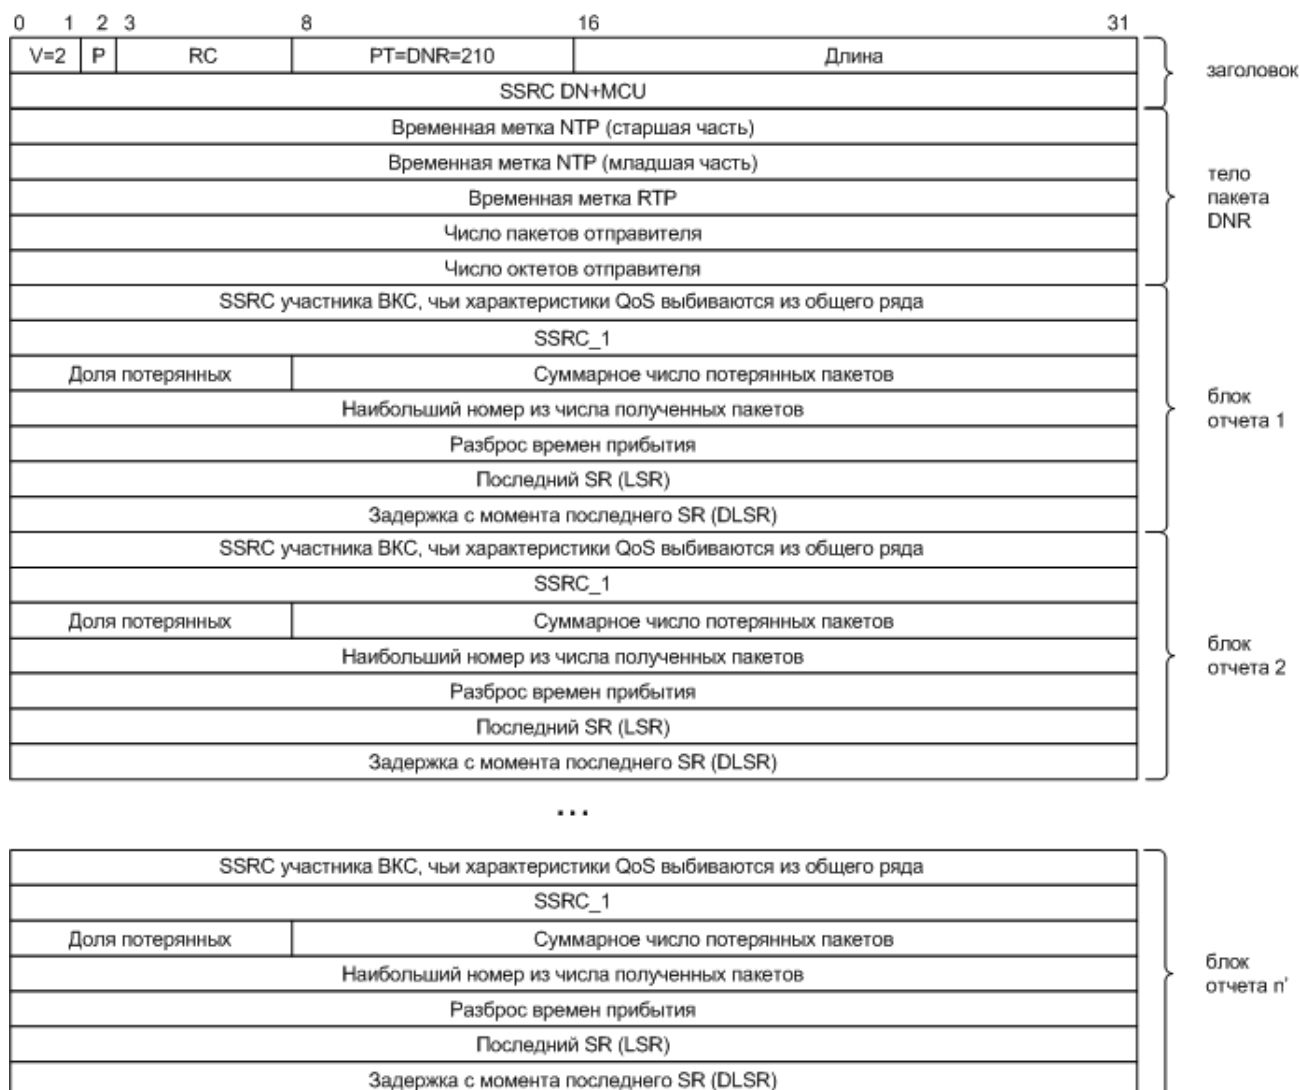 0 1 2 3 8 16 31
V=2 P RC PT=DNR=210 Длина
заголовок
SSRC DN+MCU
Временная метка NTP (старшая часть)
Временная метка NTP (младшая часть)
Временная метка RTP
Число пакетов отправителя
Число октетов отправителя
тело
пакета
DNR
SSRC участника ВКС, чьи характеристики QoS выбиваются из общего ряда
SSRC_1
Доля потерянных Суммарное число потерянных пакетов
Наибольший номер из числа полученных пакетов
Разброс времен прибытия
Последний SR (LSR)
Задержка с момента последнего SR (DLSR)
блок
отчета 1
SSRC участника ВКС, чьи характеристики QoS выбиваются из общего ряда
SSRC_1
Доля потерянных Суммарное число потерянных пакетов
Наибольший номер из числа полученных пакетов
Разброс времен прибытия
Последний SR (LSR)
Задержка с момента последнего SR (DLSR)
блок
отчета 2
...
SSRC участника ВКС, чьи характеристики QoS выбиваются из общего ряда
SSRC_1
Доля потерянных Суммарное число потерянных пакетов
Наибольший номер из числа полученных пакетов
Разброс времен прибытия
Последний SR (LSR)
Задержка с момента последнего SR (DLSR)
блок
отчета n'